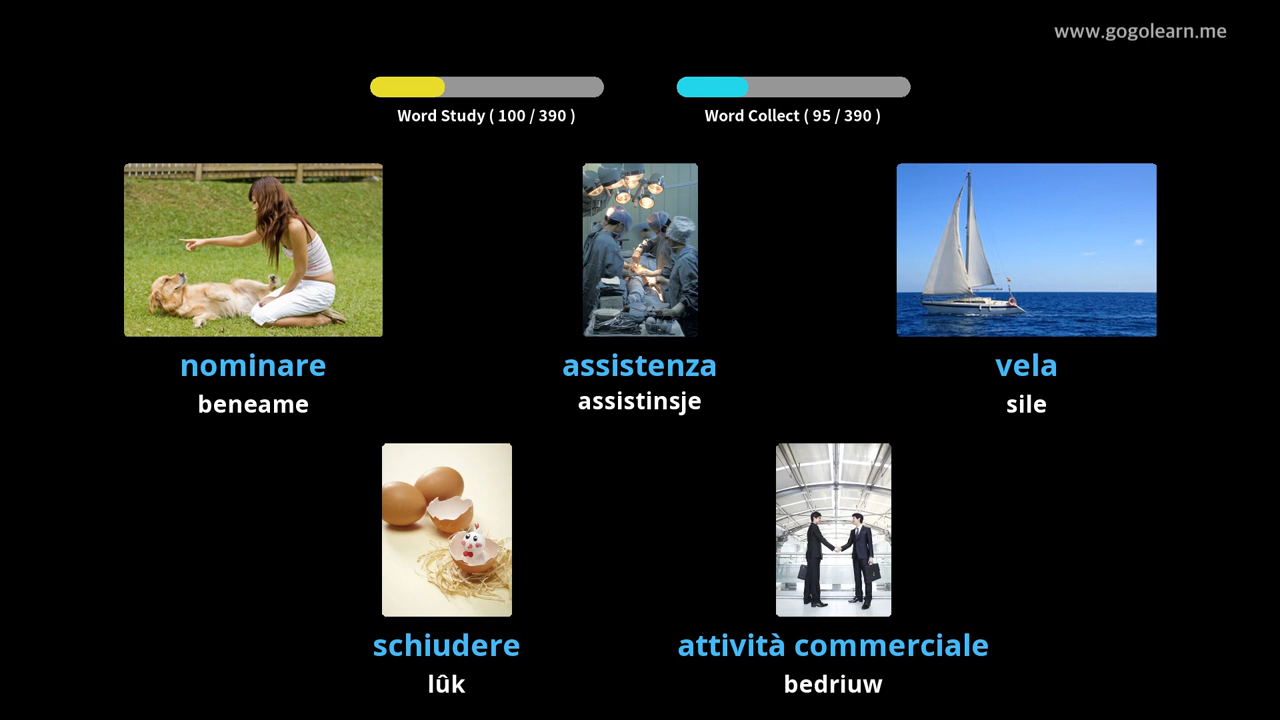 www.gogolearn.me
Word Study ( 100 / 390 )
Word Collect ( 95 / 390 )
nominare
beneame
assistenza
assistinsje
vela
sile
schiudere
lûk
attività commerciale
bedriuw